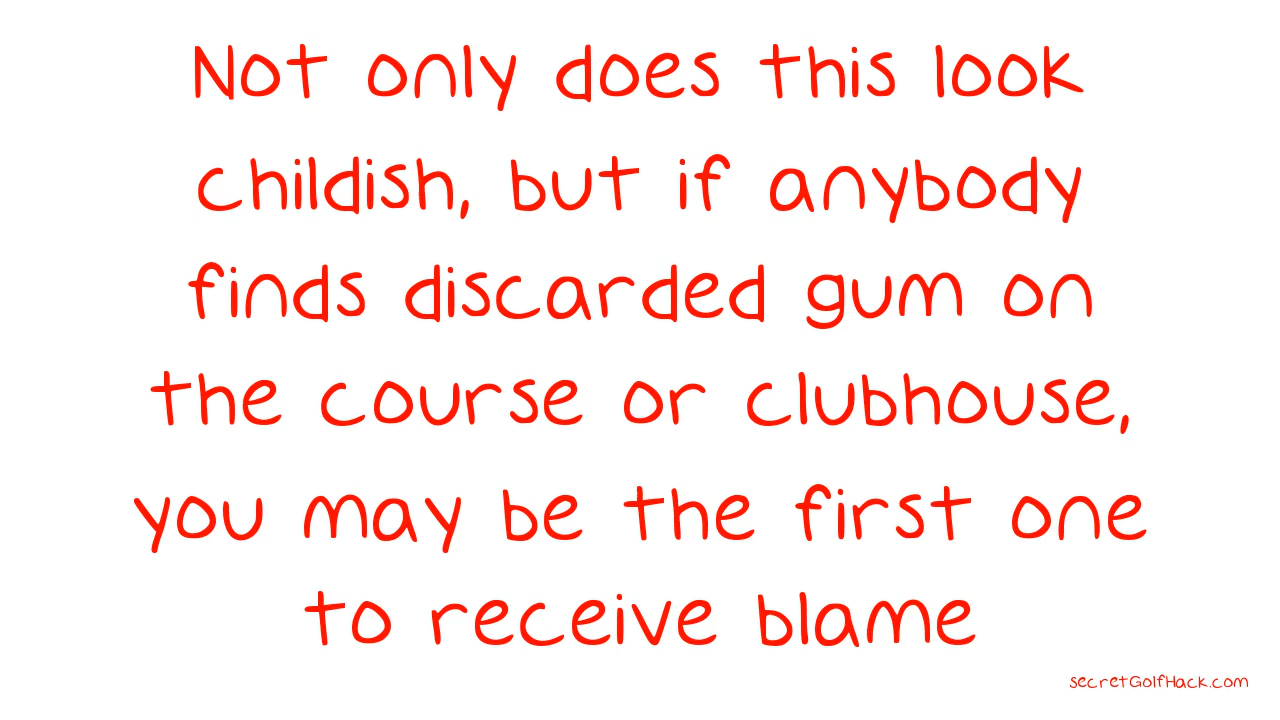 Not only does this look
childish, but if anybody
finds discarded gum on
the course or clubhouse,
you may be the first one
to receive blame
secretGolfHack.com